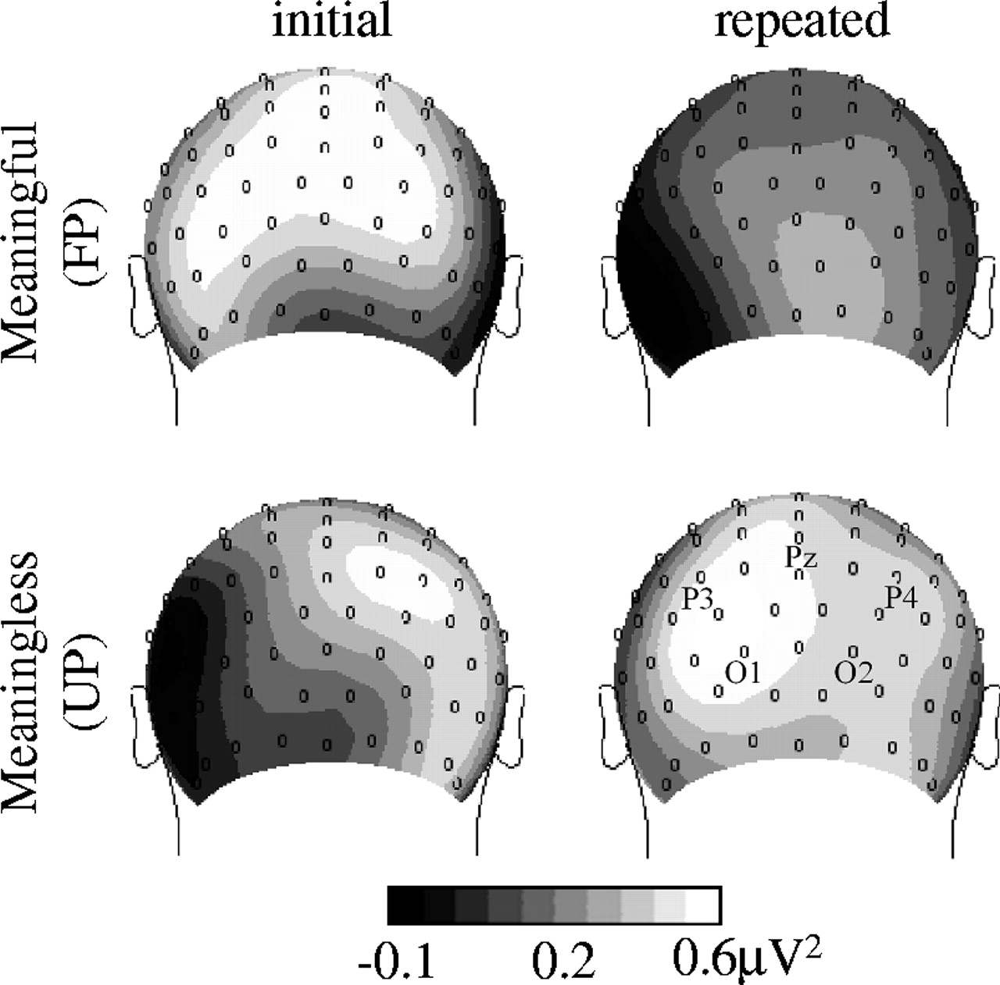 initial
repeated
Meaningful
(FP)
Meaningless
(UP)
Pz
P3
P4
O1
O2
-0.1
0.2
0.6μV²